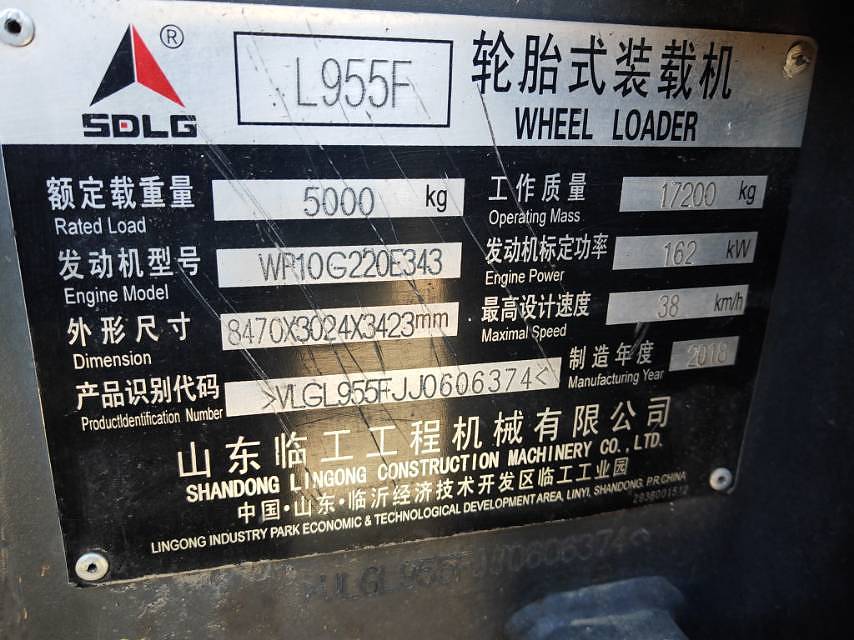 SDLG ®
L955F
轮胎式装载机
WHEEL LOADER
额定载重量 5000 kg
Rated Load
工作质量 17200 kg
Operating Mass
发动机型号 WP10G220E343
Engine Model
发动机标定功率 162 kW
Engine Power
外形尺寸 8470X3024X3423mm
Dimension
最高设计速度 38 km/h
Maximal Speed
产品识别代码 >VLGL955FJJ0606374<
ProductIdentification Number
制造年度 2018
Manufacturing Year
山东临工工程机械有限公司
SHANDONG LINGONG CONSTRUCTION MACHINERY CO., LTD.
中国·山东·临沂经济技术开发区临工工业园
LINGONG INDUSTRY PARK ECONOMIC & TECHNOLOGICAL DEVELOPMENT AREA, LINYI, SHANDONG, P.R.CHINA
VLGL955FJJ0606374<